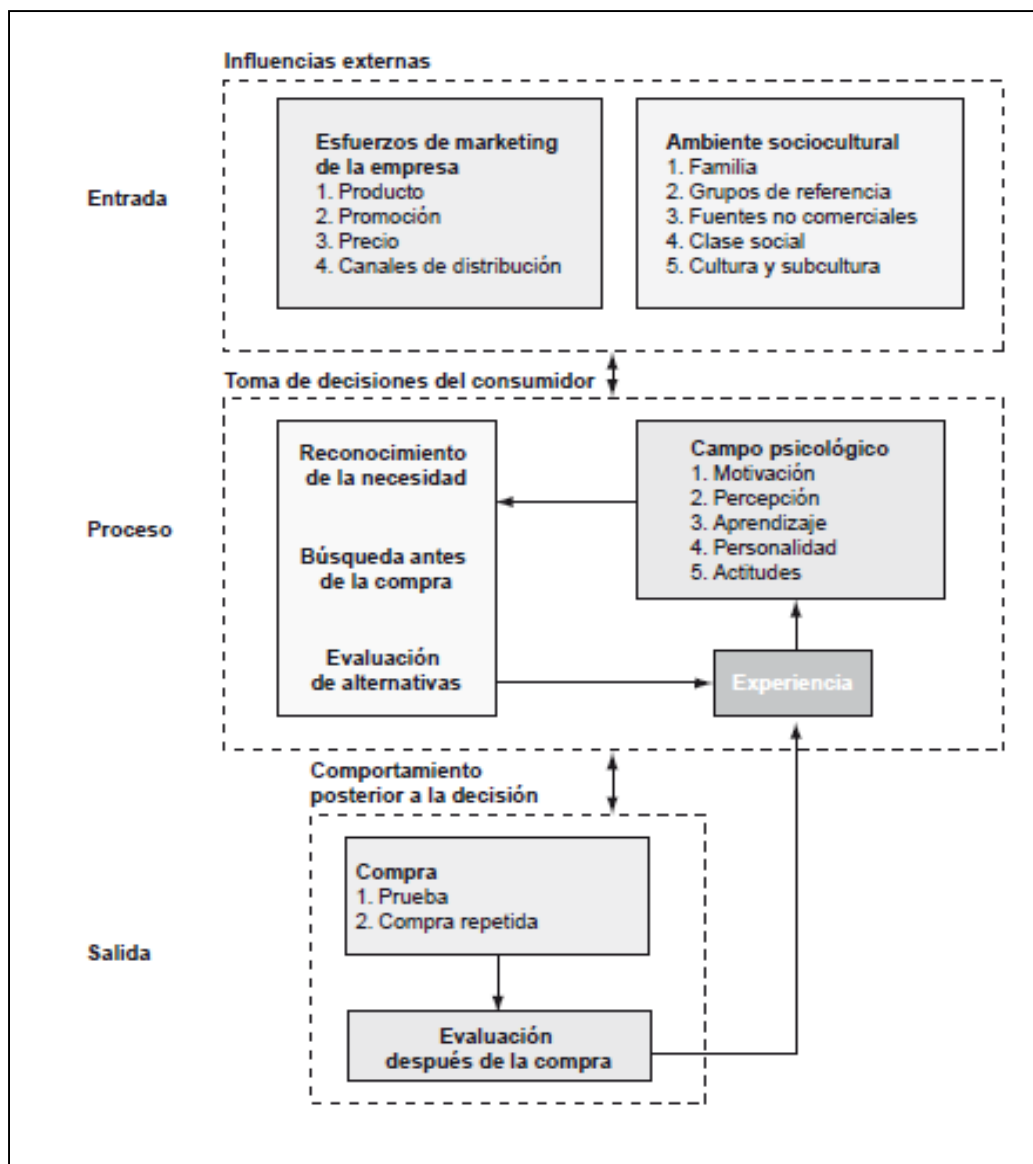 Influencias externas
Entrada
Esfuerzos de marketing
de la empresa
1. Producto
2. Promoción
3. Precio
4. Canales de distribución
Ambiente sociocultural
1. Familia
2. Grupos de referencia
3. Fuentes no comerciales
4. Clase social
5. Cultura y subcultura
Toma de decisiones del consumidor
Proceso
Reconocimiento
de la necesidad
Búsqueda antes
de la compra
Evaluación
de alternativas
Campo psicológico
1. Motivación
2. Percepción
3. Aprendizaje
4. Personalidad
5. Actitudes
Experiencia
Comportamiento
posterior a la decisión
Salida
Compra
1. Prueba
2. Compra repetida
Evaluación
después de la compra